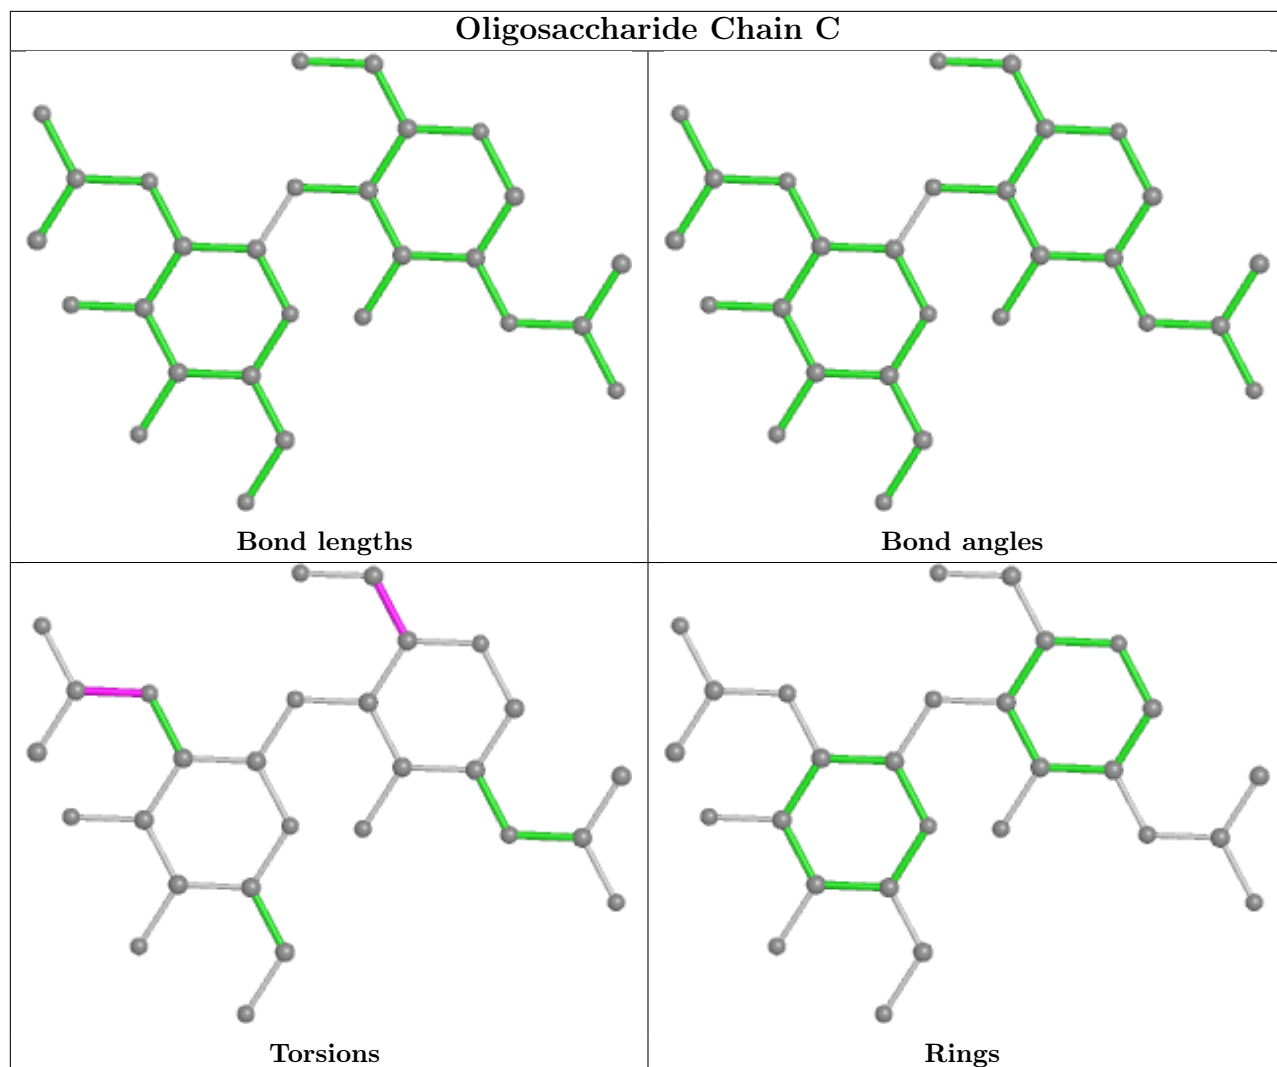 Oligosaccharide Chain C
Bond lengths
Bond angles
Torsions
Rings